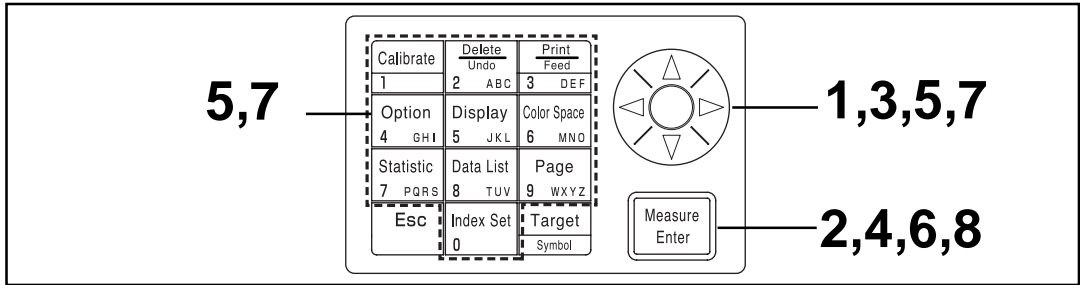 5,7
Calibrate
1
Delete
Undo
2 ABC
Print
Feed
3 DEF
Option
4 GHI
Display
5 JKL
Color Space
6 MNO
Statistic
7 PQRS
Data List
8 TUV
Page
9 WXYZ
Esc
Index Set
0
Target
Symbol
1,3,5,7
Measure
Enter
2,4,6,8